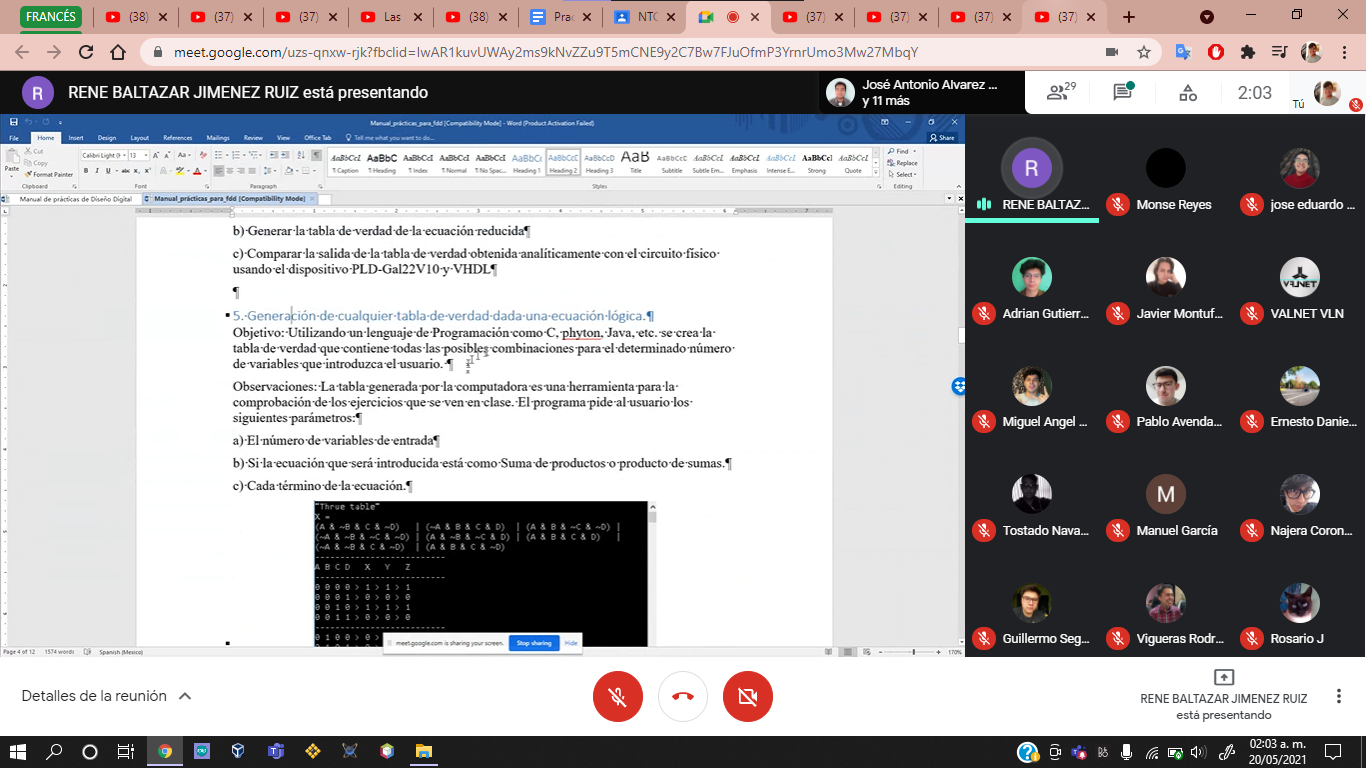 FRANCÉS
(38)
(37)
(37)
(37)
Las
(38)
Prac
NTC
(37)
(37)
(37)
(37)
meet.google.com/uzs-qnxw-rjk?fbclid=IwAR1kuvUWAy2ms9kNvZZu9T5mCNE9y2C7Bw7FJuOfmP3YrnrUmo3Mw27MbqY
R RENE BALTAZAR JIMENEZ RUIZ está presentando
José Antonio Alvarez ...
y 11 más
29
2:03
Tú
Manual_prácticas_para_fdd [Compatibility Mode] - Word (Product Activation Failed)
File Home Insert Design Layout References Mailings Review View Office Tab Tell me what you want to do...
Share
Paste
Cut
Copy
Format Painter
Clipboard
Calibri Light (H 13
Font
Paragraph
AaBbCcI AaBbC AaBbCcI AaBbCcI AaBbCcI AaBbC AaBbCcI AaBbCcD AaB AaBbCcC AaBbCcI AaBbCcI AaBbCcI AaBbCcI AaBbCcI
¶ Caption ¶ Heading ¶ Index ¶ Normal ¶ No Spac... Heading 1 Heading 2 Heading 3 Title Subtitle Subtle Em... Emphasis Intense E... Strong Quote
Styles
Find
Replace
Select
Editing
Manual de prácticas de Diseño Digital
Manual_prácticas_para_fdd [Compatibility Mode]
b)·Generar·la·tabla·de·verdad·de·la·ecuación·reducida¶
c)·Comparar·la·salida·de·la·tabla·de·verdad·obtenida·analíticamente·con·el·circuito·físico·
usando·el·dispositivo·PLD-Gal22V10·y·VHDL¶
¶
5.·Generación·de·cualquier·tabla·de·verdad·dada·una·ecuación·lógica.¶
Objetivo:·Utilizando·un·lenguaje·de·Programación·como·C,·phyton,·Java,·etc.·se·crea·la·
tabla·de·verdad·que·contiene·todas·las·posibles·combinaciones·para·el·determinado·número·
de·variables·que·introduzca·el·usuario.·¶
Observaciones:·La·tabla·generada·por·la·computadora·es·una·herramienta·para·la·
comprobación·de·los·ejercicios·que·se·ven·en·clase.·El·programa·pide·al·usuario·los·
siguientes·parámetros:¶
a)·El·número·de·variables·de·entrada¶
b)·Si·la·ecuación·que·será·introducida·está·como·Suma·de·productos·o·producto·de·sumas.¶
c)·Cada·término·de·la·ecuación.¶
"Thrue table"
X =
(A & ~B & C & ~D) | (~A & B & C & D) | (A & B & ~C & ~D) |
(~A & ~B & C & ~D) | (~A & B & ~C & D) | (A & B & C & D) |
(~A & ~B & C & ~D) | (A & B & C & ~D)
A B C D X Y Z
0 0 0 0 > 1 > 1 > 1
0 0 0 1 > 0 > 0 > 0
0 0 1 0 > 1 > 1 > 1
0 0 1 1 > 0 > 0 > 0
meet.google.com is sharing your screen. Stop sharing Hide
Page 4 of 12 1574 words Spanish (Mexico)
170%
R
RENE BALTAZ...
Monse Reyes
jose eduardo ...
Adrian Gutierr...
Javier Montuf...
VALNET
VALNET VLN
Miguel Angel ...
Pablo Avenda...
Ernesto Danie...
Tostado Nava...
M
Manuel García
Najera Coron...
Guillermo Seg...
Vigueras Rodr...
Rosario J
Detalles de la reunión
RENE BALTAZAR JIMENEZ RUIZ
está presentando
02:03 a. m.
20/05/2021